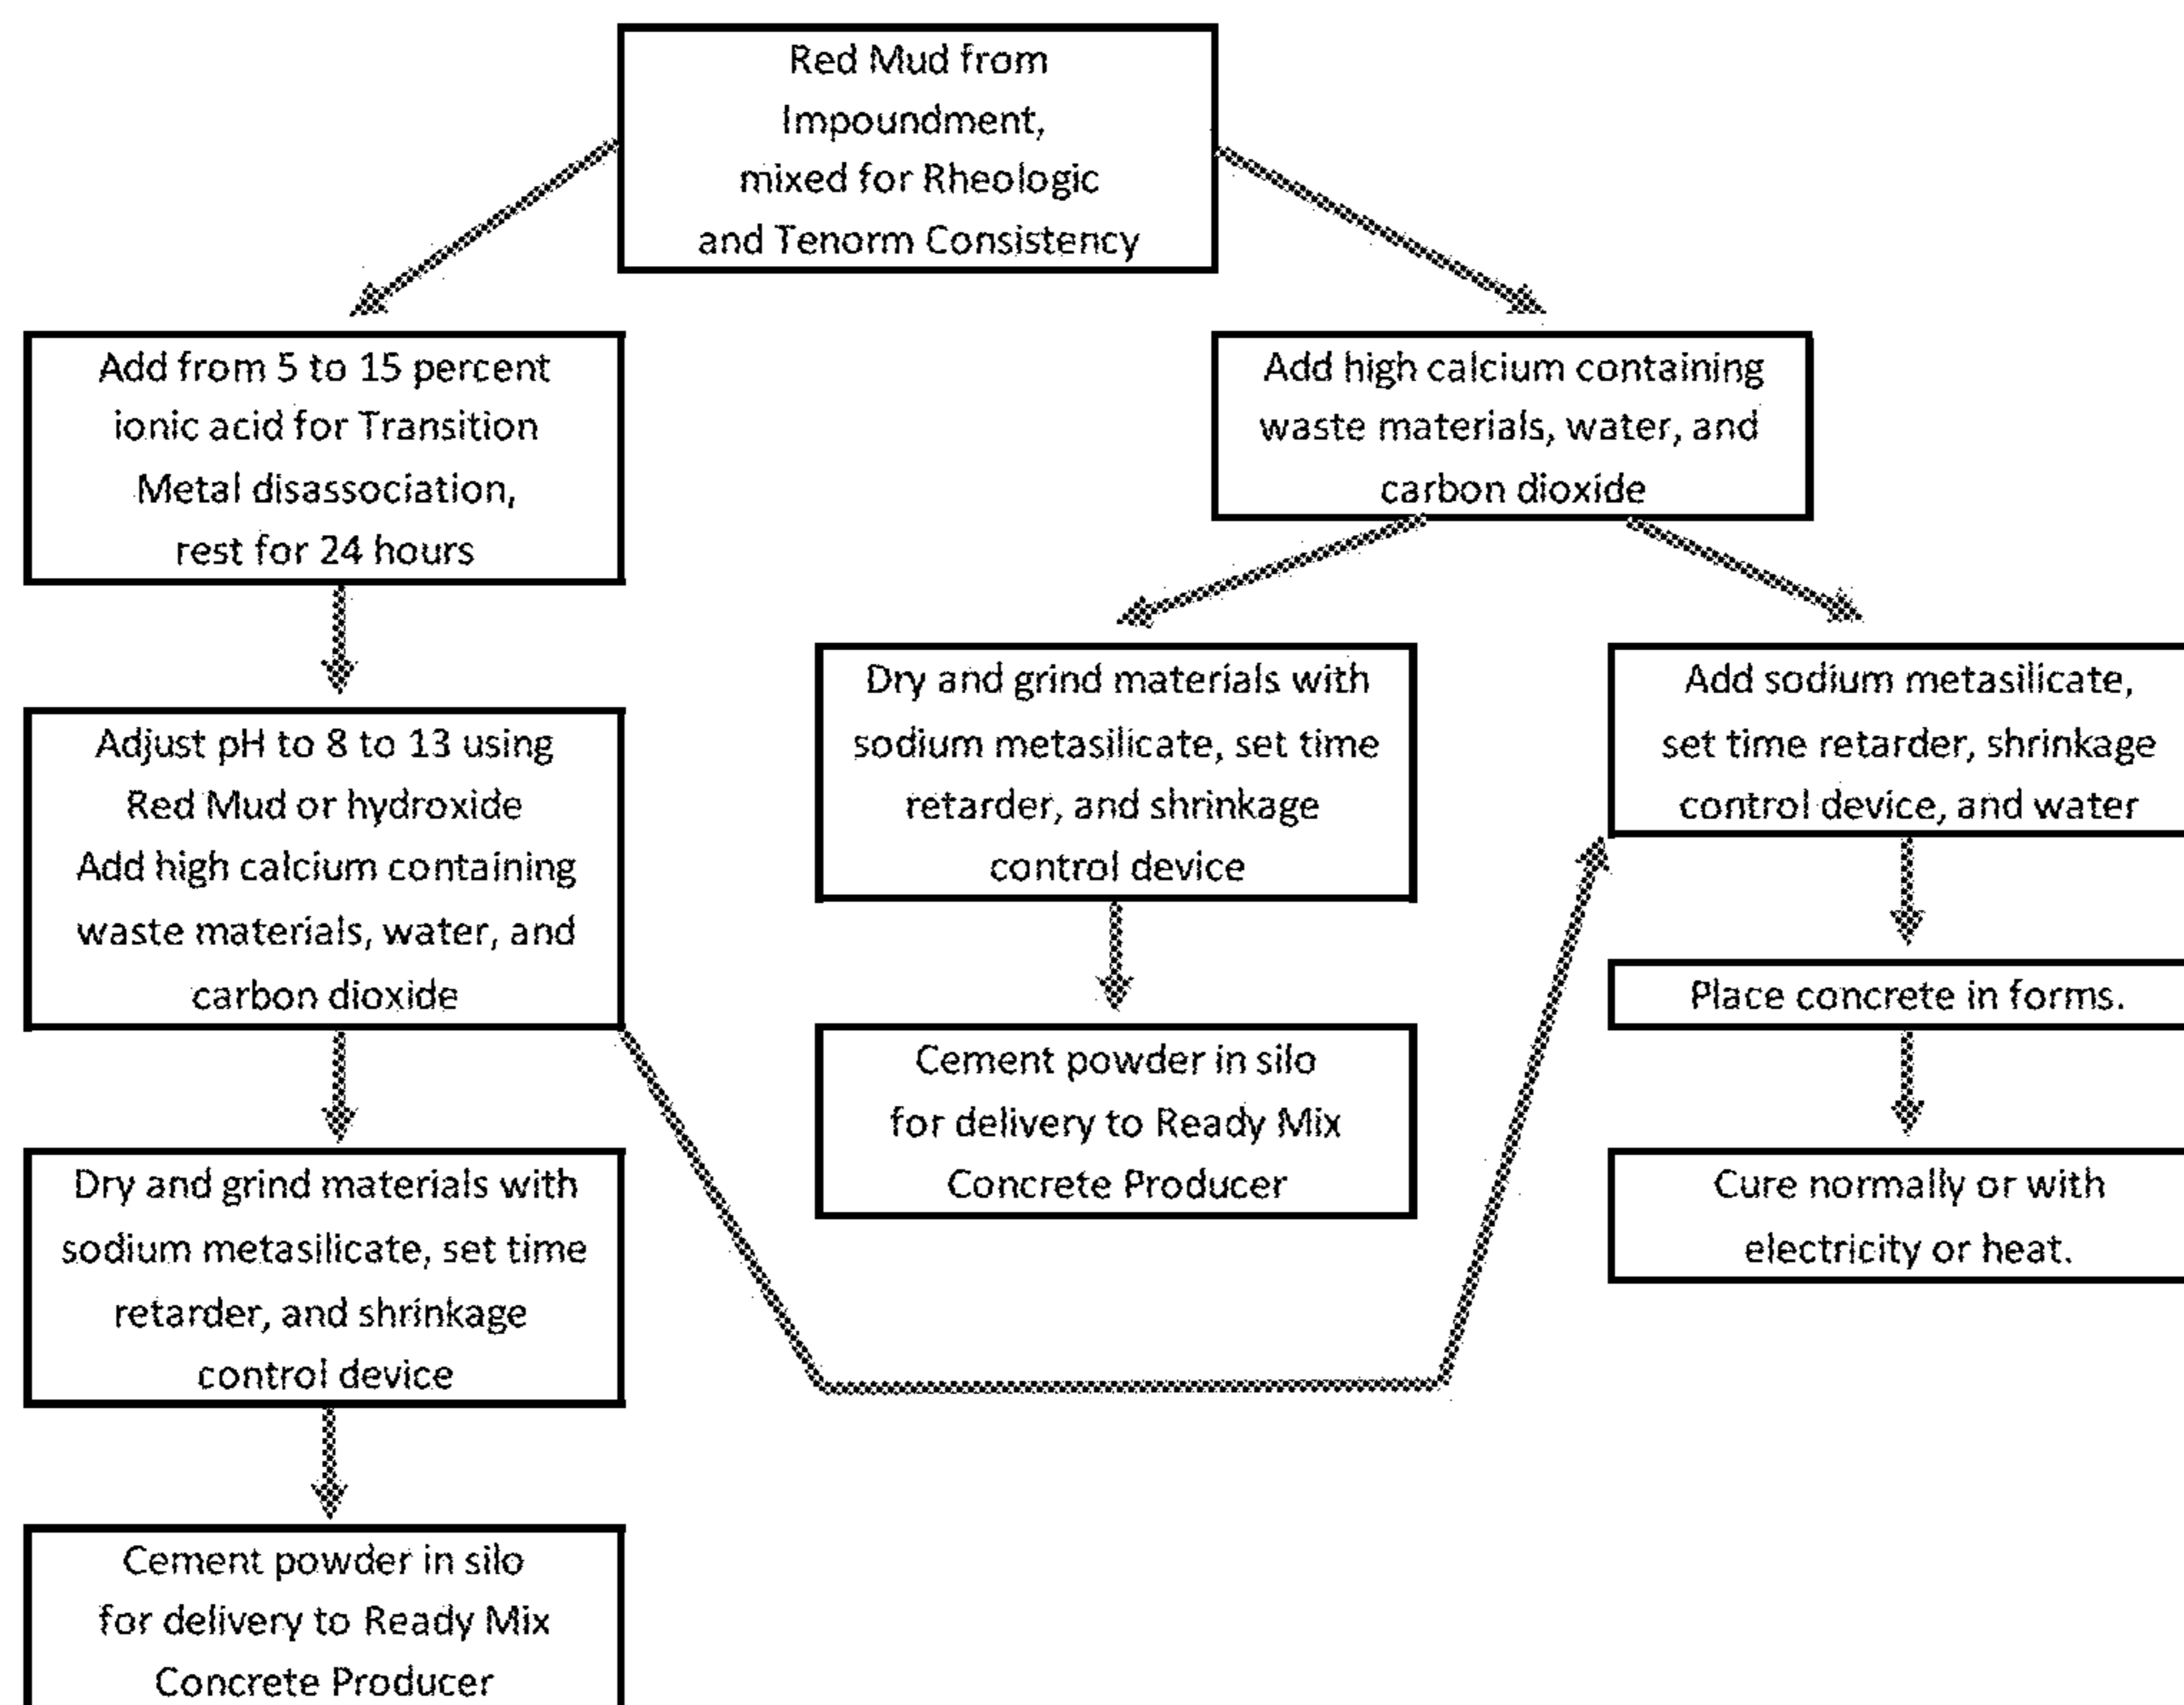 Red Mud from
Impoundment,
mixed for Rheologic
and Tenorm Consistency
Add from 5 to 15 percent
ionic acid for Transition
Metal disassociation,
rest for 24 hours
Add high calcium containing
waste materials, water, and
carbon dioxide
Adjust pH to 8 to 13 using
Red Mud or hydroxide
Add high calcium containing
waste materials, water, and
carbon dioxide
Dry and grind materials with
sodium metasilicate, set time
retarder, and shrinkage
control device
Add sodium metasilicate,
set time retarder, shrinkage
control device, and water
Cement powder in silo
for delivery to Ready Mix
Concrete Producer
Place concrete in forms.
Dry and grind materials with
sodium metasilicate, set time
retarder, and shrinkage
control device
Cure normally or with
electricity or heat.
Cement powder in silo
for delivery to Ready Mix
Concrete Producer